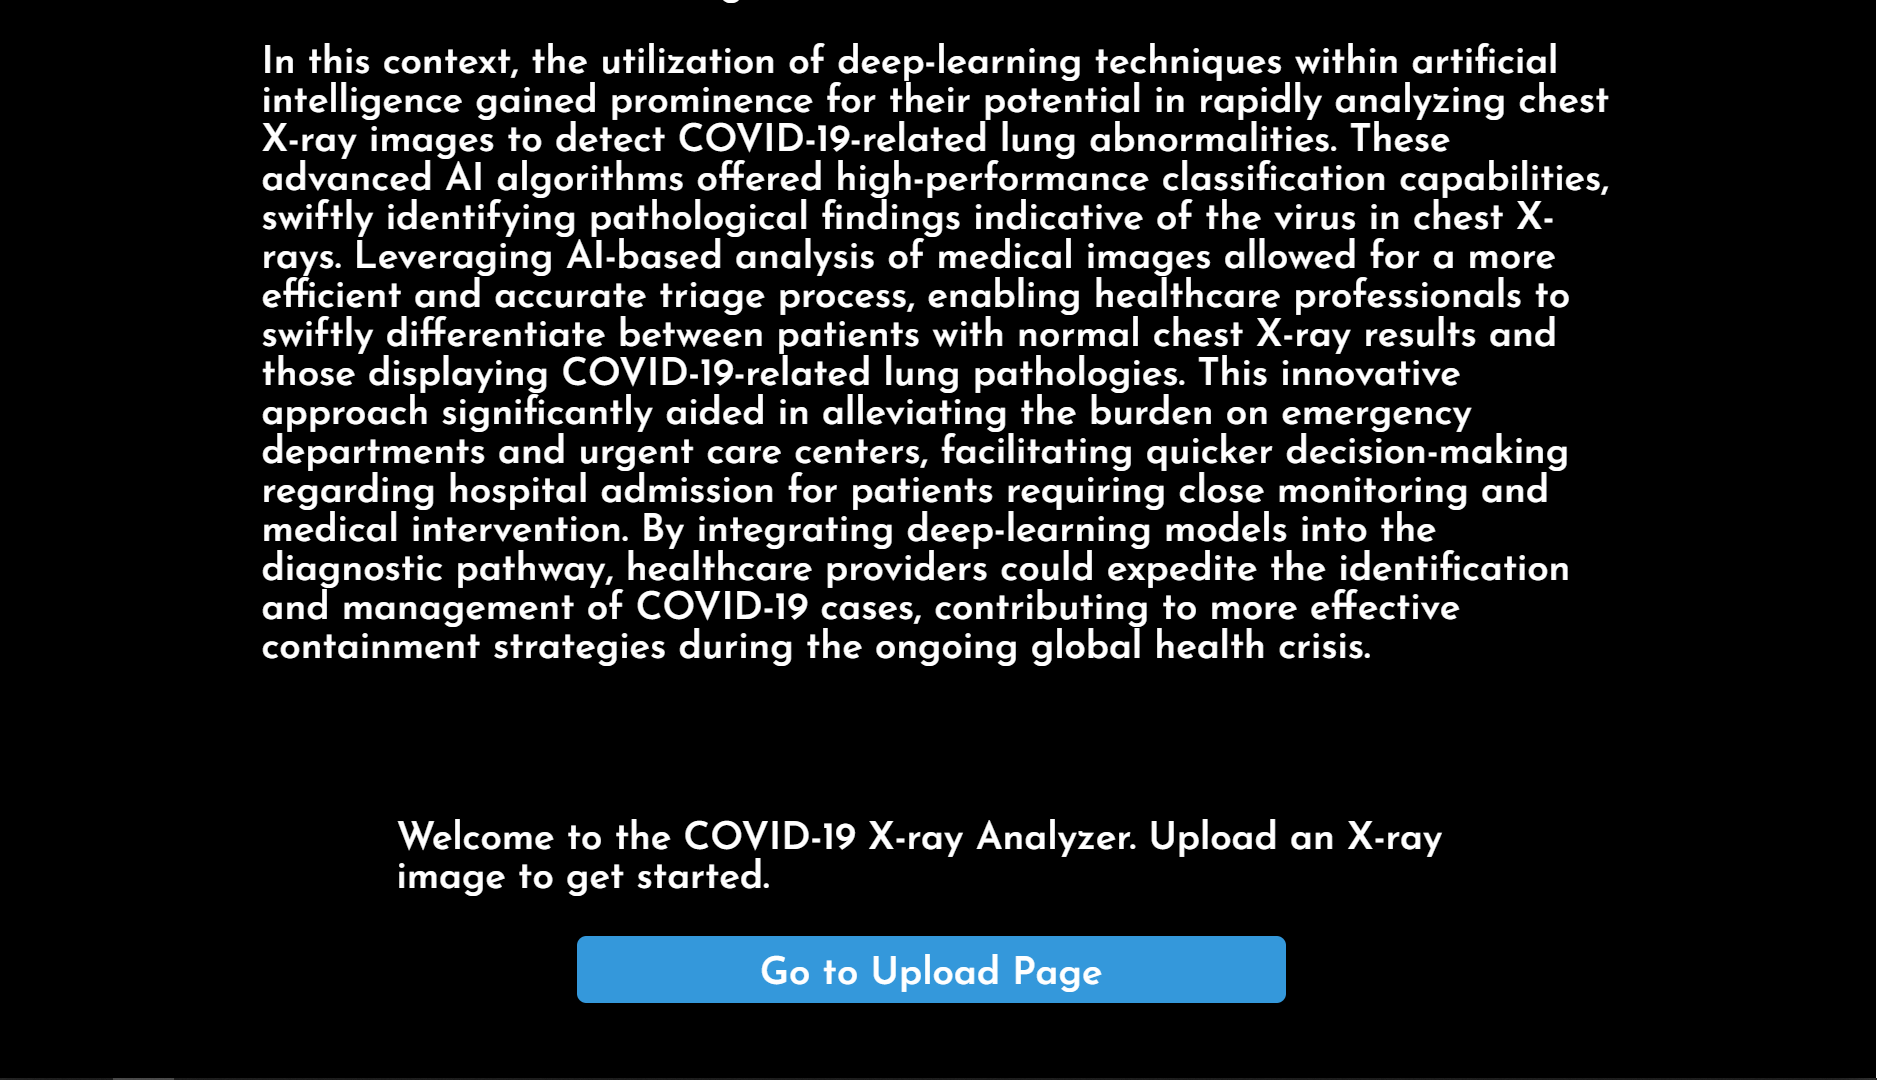 In this context, the utilization of deep-learning techniques within artificial
intelligence gained prominence for their potential in rapidly analyzing chest
X-ray images to detect COVID-19-related lung abnormalities. These
advanced AI algorithms offered high-performance classification capabilities,
swiftly identifying pathological findings indicative of the virus in chest X-
rays. Leveraging AI-based analysis of medical images allowed for a more
efficient and accurate triage process, enabling healthcare professionals to
swiftly differentiate between patients with normal chest X-ray results and
those displaying COVID-19-related lung pathologies. This innovative
approach significantly aided in alleviating the burden on emergency
departments and urgent care centers, facilitating quicker decision-making
regarding hospital admission for patients requiring close monitoring and
medical intervention. By integrating deep-learning models into the
diagnostic pathway, healthcare providers could expedite the identification
and management of COVID-19 cases, contributing to more effective
containment strategies during the ongoing global health crisis.
Welcome to the COVID-19 X-ray Analyzer. Upload an X-ray
image to get started.
Go to Upload Page